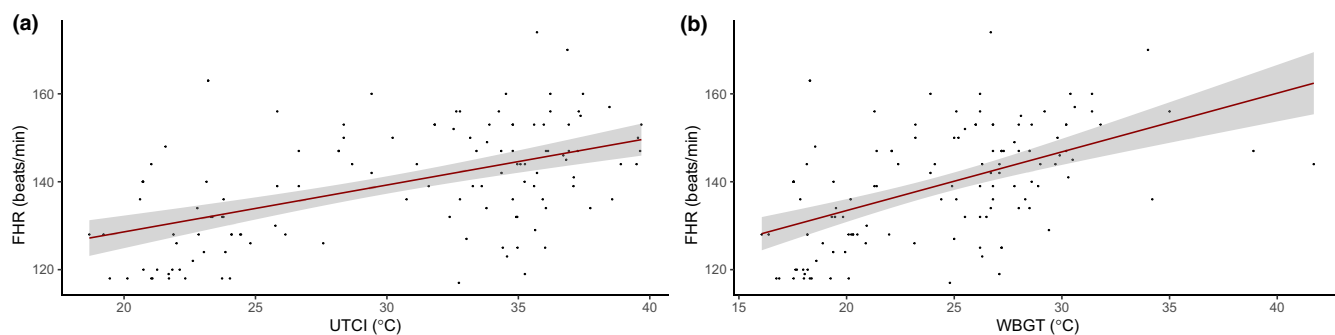 (a)
FHR (beats/min)
160
140
120
20 25 30 35 40
UTCI (°C)
(b)
FHR (beats/min)
160
140
120
15 20 25 30 35 40
WBGT (°C)